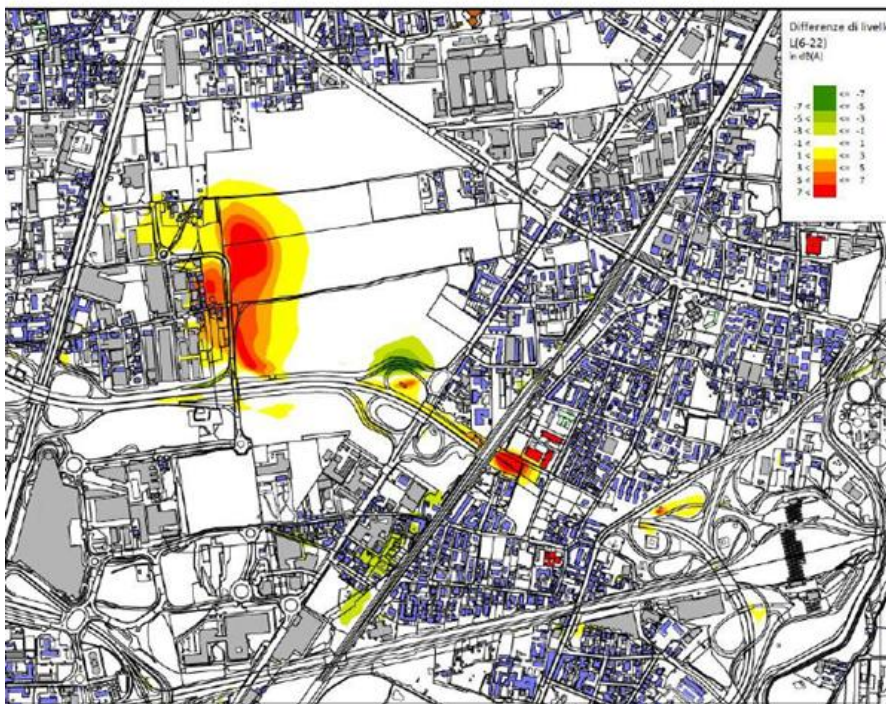 Differenze di livello
L(6-22)
in dB(A)
<= -7
-7 < <= -5
-5 < <= -3
-3 < <= -1
-1 < <= 1
1 < <= 3
3 < <= 5
5 < <= 7
7 <